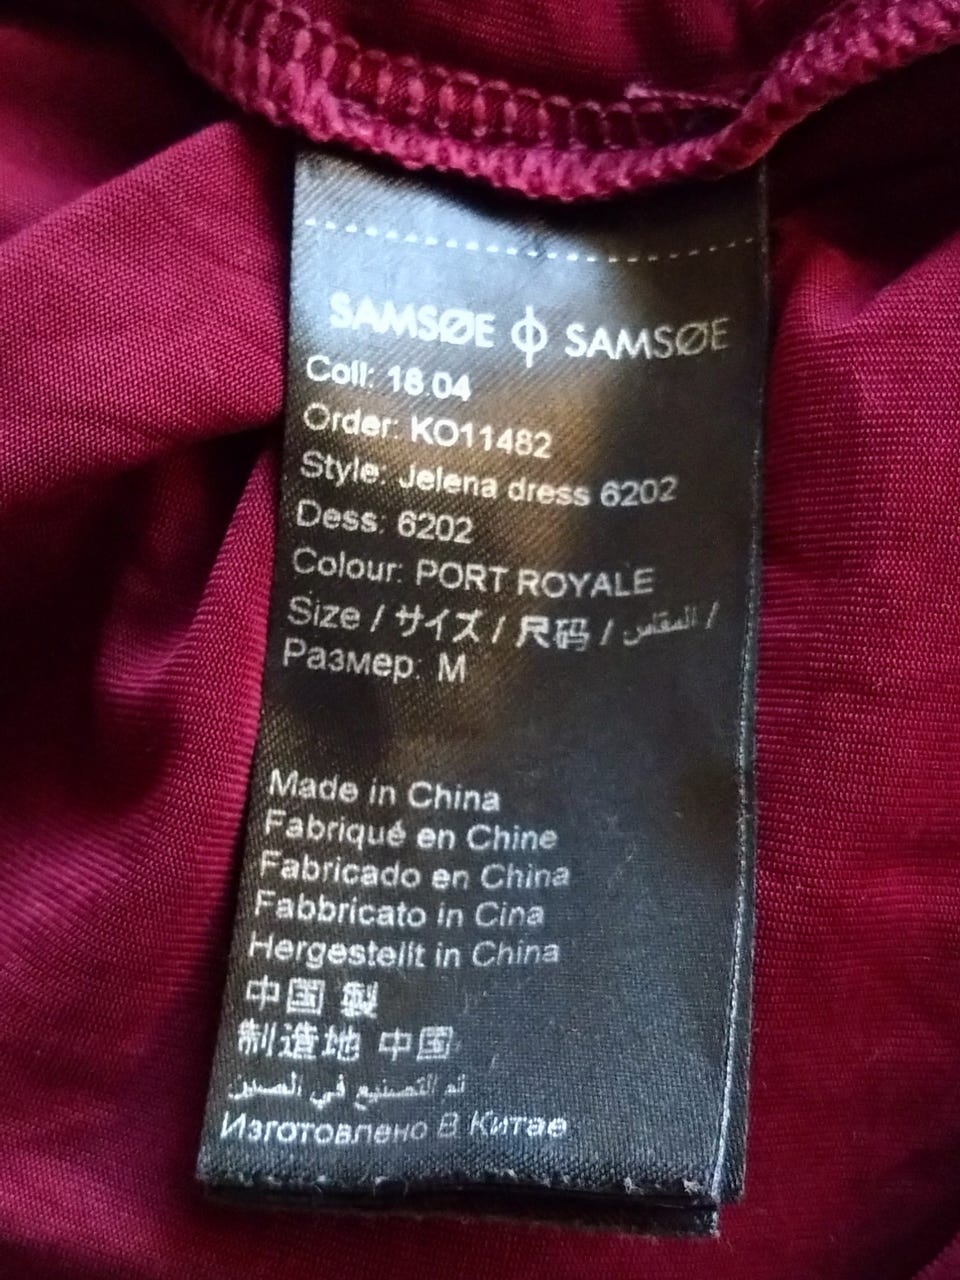 SAMSØE ф SAMSØE
Coll: 18.04
Order: KO11482
Style: Jelena dress 6202
Dess: 6202
Colour: PORT ROYALE
Size / サイズ / 尺码 / المقاس /
Размер: M
Made in China
Fabriqué en Chine
Fabricado en China
Fabbricato in Cina
Hergestellt in China
中国 製
制造地 中国
تم التصنيع في الصين
Изготовлено В Китае